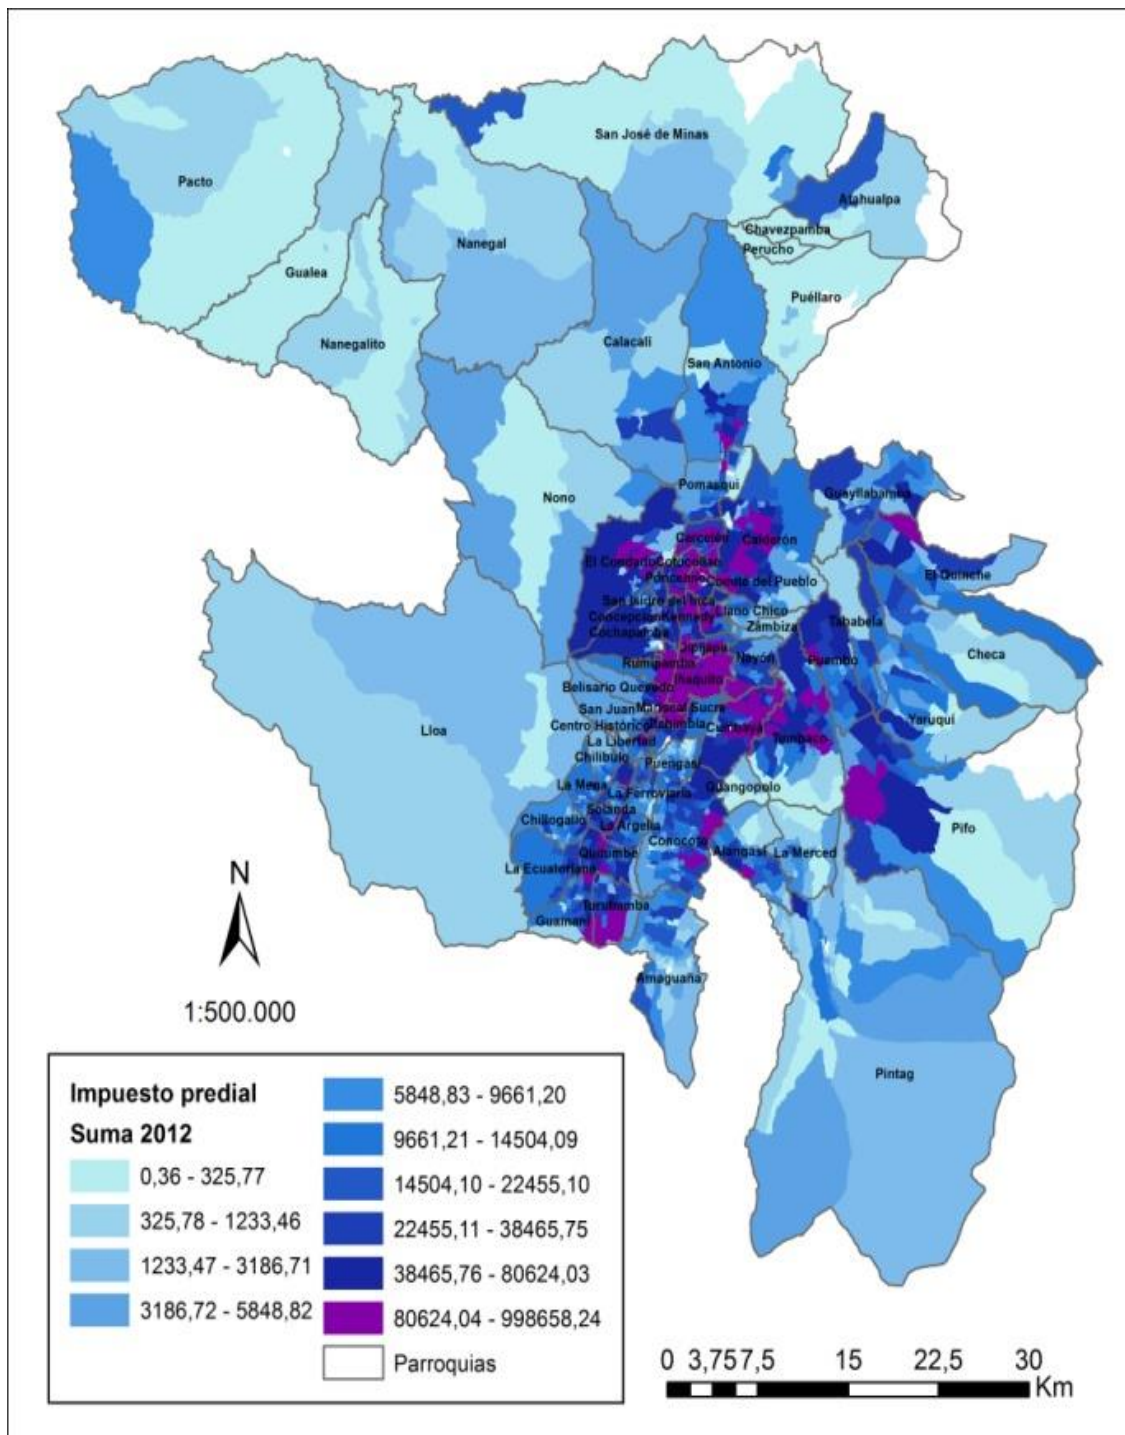 San José de Minas
Pacto
Atahualpa
Chavezpamba
Nanegal
Perucho
Gualea
Puéllaro
Nanegalito
Calacalí
San Antonio
Pomasqui
Guayllabamba
Nono
Carcelén
Calderón
El Condado
Cotocollao
El Quinche
Ponceano
Comité del Pueblo
San Isidro del Inca
Llano Chico
Concepción
Kennedy
Zámbiza
Tababela
Cochapamba
Jipijapa
Checa
Rumipamba
Nayón
Puembo
Iñaquito
Belisario Quevedo
San Juan
Mariscal Sucre
Yaruquí
Lloa
Centro Histórico
Itchimbía
Cumbayá
Tumbaco
La Libertad
Chilibulo
Puengasí
La Mena
La Ferroviaria
Guangopolo
Solanda
Chillogallo
La Argelia
Pifo
Conocoto
Quitumbe
Alangasí
La Merced
La Ecuatoriana
Turubamba
Guamaní
N
Amaguaña
1:500.000
Pintag
Impuesto predial
Suma 2012
0,36 - 325,77
325,78 - 1233,46
1233,47 - 3186,71
3186,72 - 5848,82
5848,83 - 9661,20
9661,21 - 14504,09
14504,10 - 22455,10
22455,11 - 38465,75
38465,76 - 80624,03
80624,04 - 998658,24
Parroquias
0 3,757,5 15 22,5 30
Km